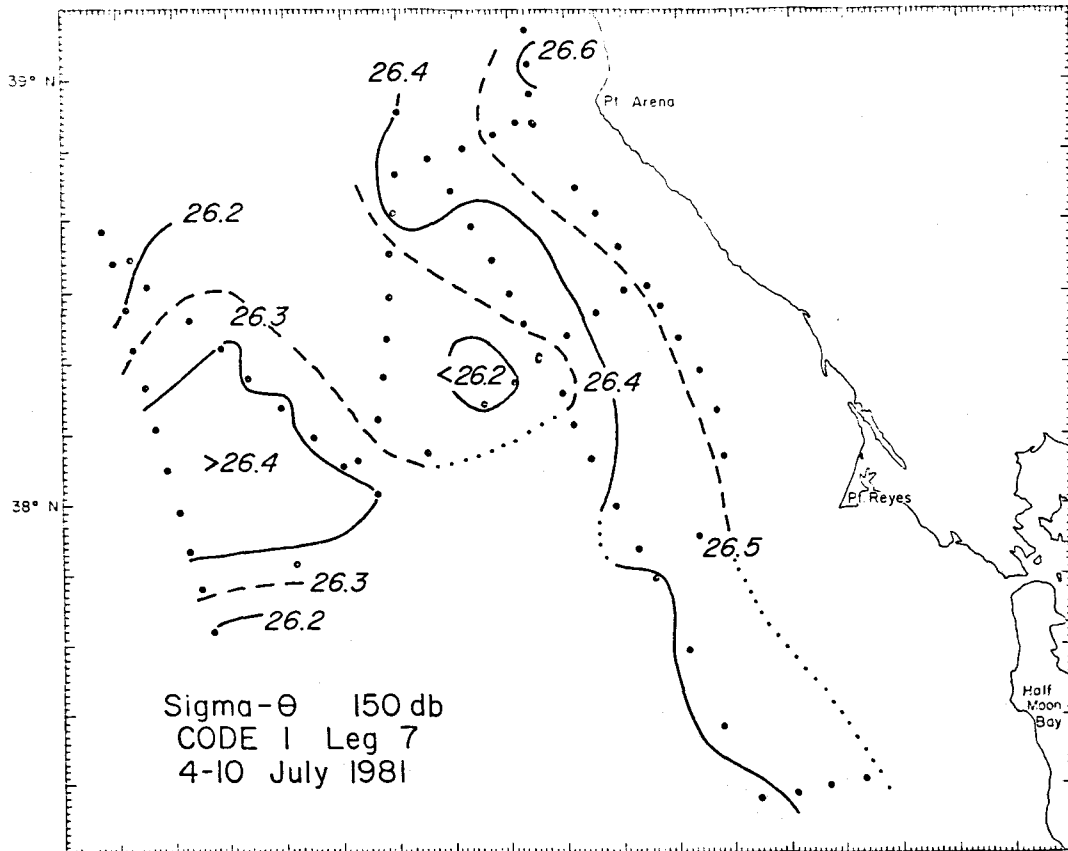 26.6
26.4
39° N
Pt. Arena
26.2
26.3
<26.2
26.4
>26.4
Pt. Reyes
38° N
26.5
26.3
26.2
Half
Moon
Bay
Sigma-θ 150 db
CODE 1 Leg 7
4-10 July 1981